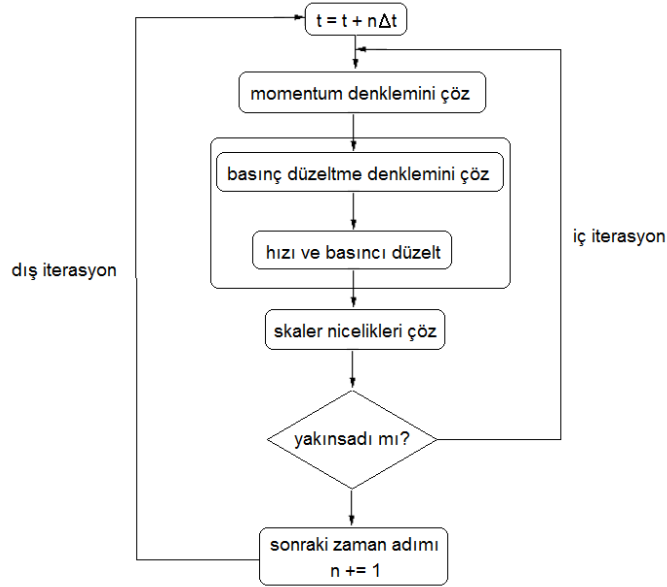 t = t + n∆t
momentum denklemini çöz
basınç düzeltme denklemini çöz
hızı ve basıncı düzelt
iç iterasyon
dış iterasyon
skaler nicelikleri çöz
yakınsadı mı?
sonraki zaman adımı
n += 1